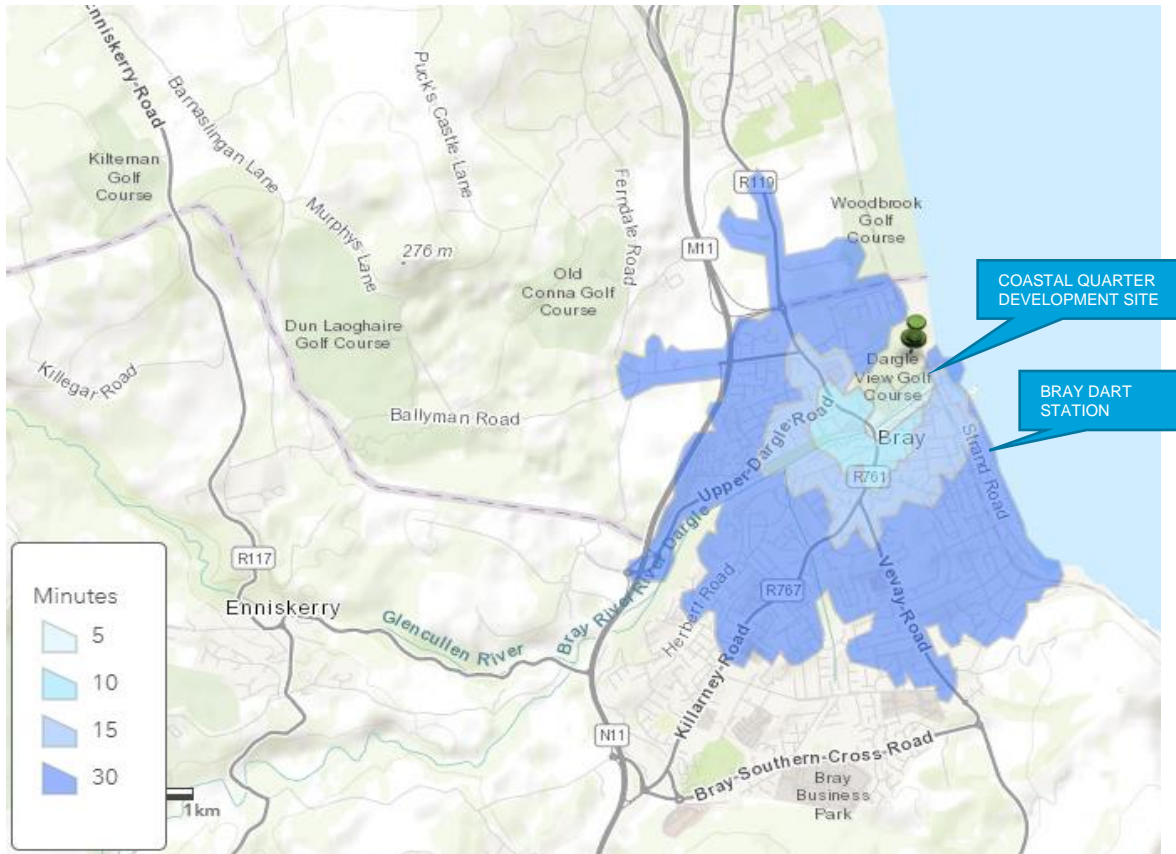 Enniskerry-Road
Barnaslingan Lane
Puck's Castle Lane
Kilteman
Golf
Course
Murphys Lane
276 m
Ferndale Road
R119
Woodbrook
Golf
Course
M11
Old
Conna Golf
Course
COASTAL QUARTER
DEVELOPMENT SITE
Dun Laoghaire
Golf Course
Killegar Road
Dargle
View Golf
Course
BRAY DART
STATION
Ballyman Road
Upper-Dargle-Road
Bray
Strand Road
R761
R117
Enniskerry
Glencullen River
Bray River
River Dargle
Herbert Road
R767
Vevay-Road
Killarney-Road
N11
Bray-Southern-Cross-Road
Bray
Business
Park
Minutes
5
10
15
30
1km